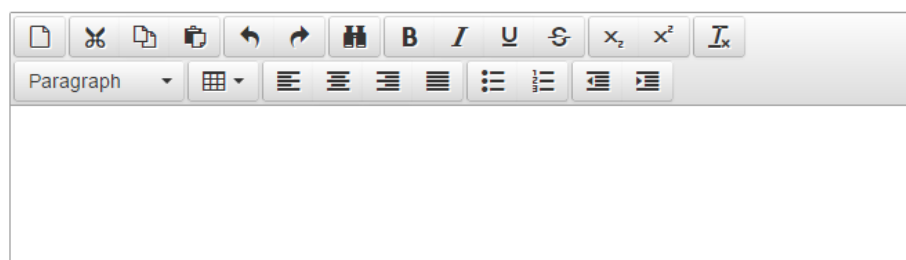 B I U S x₂ x² Tx
Paragraph